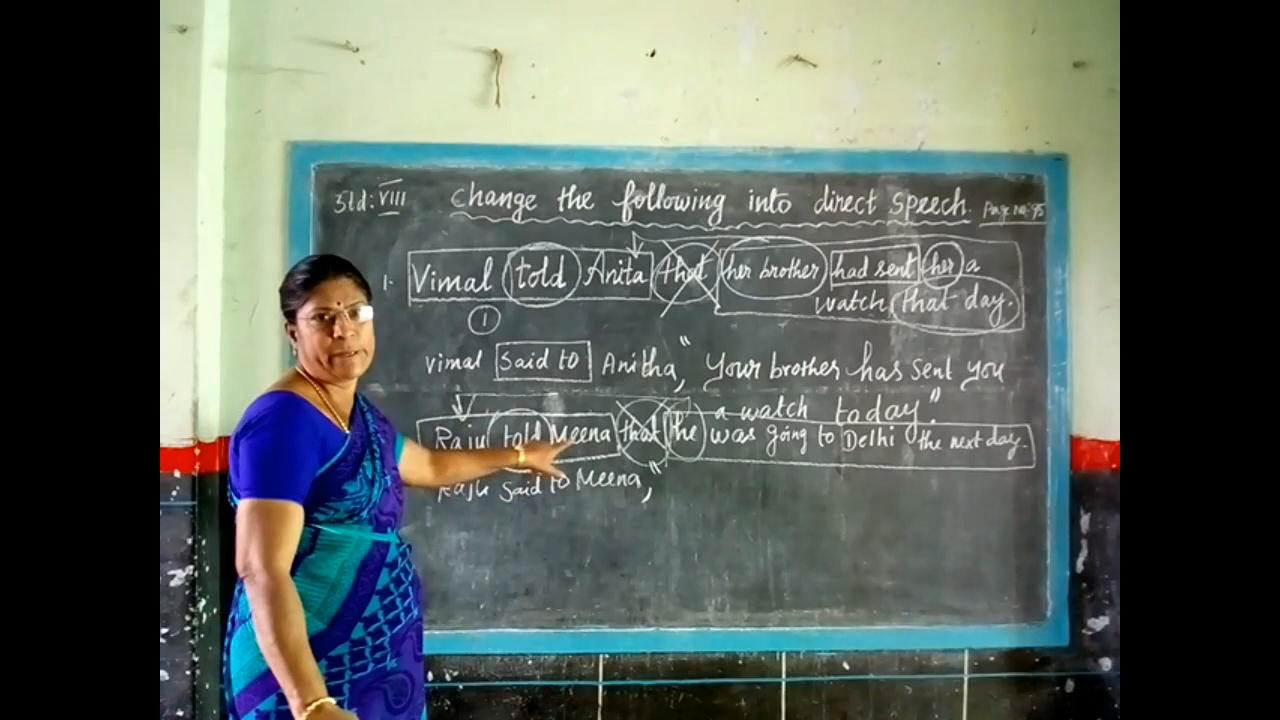 Std: VIII Change the following into direct speech. Page no: 95
1. Vimal told Anita that her brother had sent her a
watch that day.
1
Vimal said to Anitha, "Your brother has sent you
a watch today."
Raju told Meena that he was going to Delhi the next day.
Raju said to Meena, "